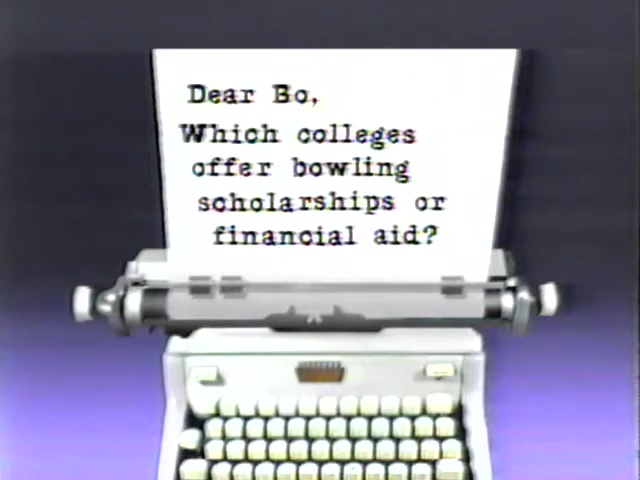 Dear Bo,
Which colleges
offer bowling
scholarships or
financial aid?